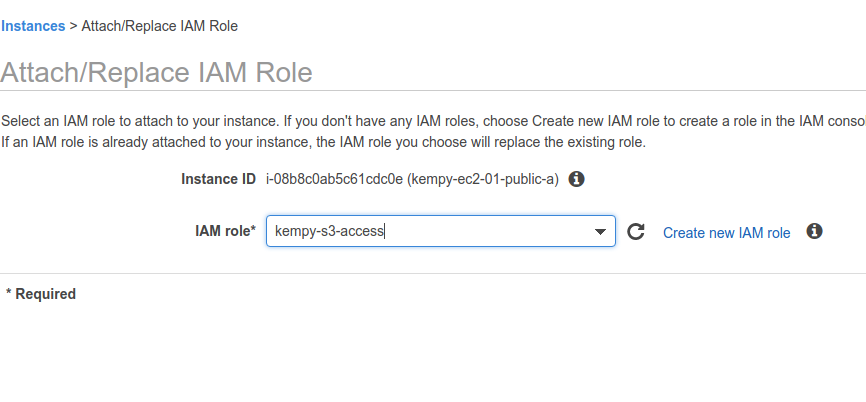 Instances > Attach/Replace IAM Role
Attach/Replace IAM Role
Select an IAM role to attach to your instance. If you don't have any IAM roles, choose Create new IAM role to create a role in the IAM conso
If an IAM role is already attached to your instance, the IAM role you choose will replace the existing role.
Instance ID i-08b8c0ab5c61cdc0e (kempy-ec2-01-public-a)
IAM role* kempy-s3-access Create new IAM role
* Required